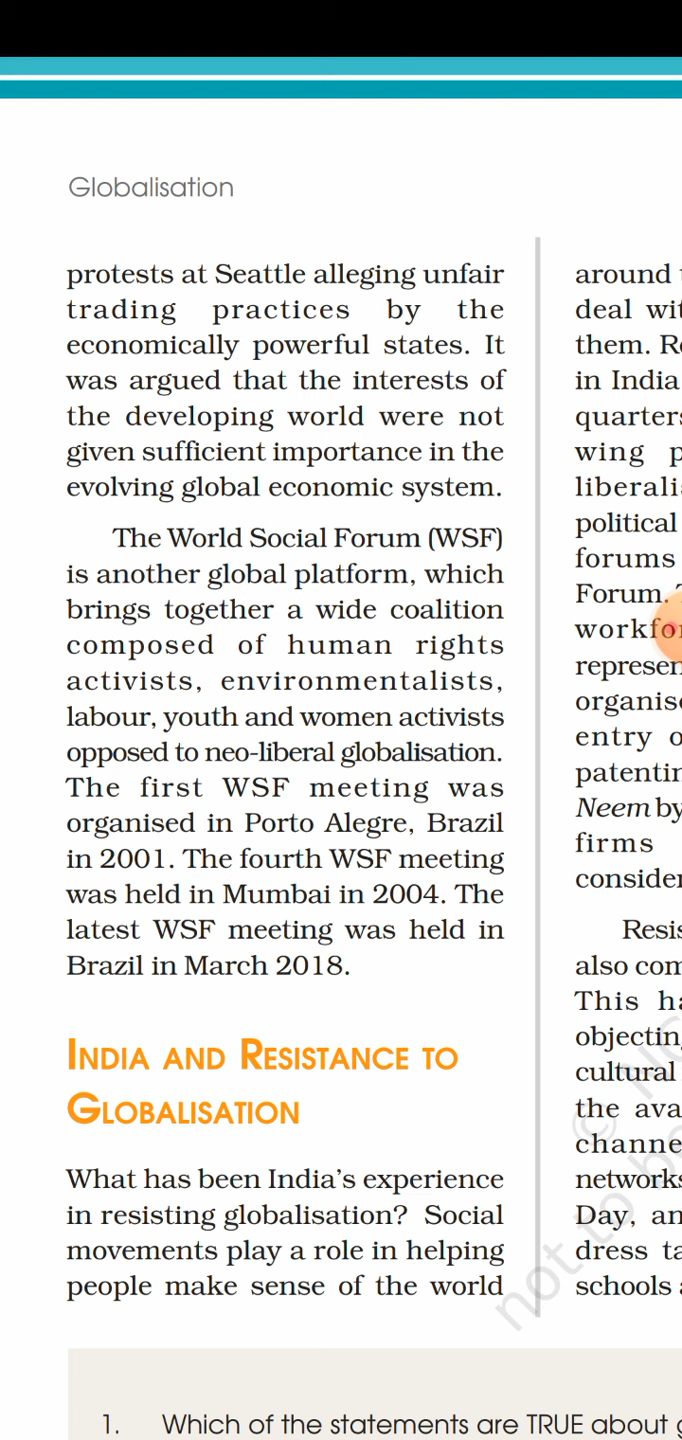 Globalisation
protests at Seattle alleging unfair
trading practices by the
economically powerful states. It
was argued that the interests of
the developing world were not
given sufficient importance in the
evolving global economic system.
The World Social Forum (WSF)
is another global platform, which
brings together a wide coalition
composed of human rights
activists, environmentalists,
labour, youth and women activists
opposed to neo-liberal globalisation.
The first WSF meeting was
organised in Porto Alegre, Brazil
in 2001. The fourth WSF meeting
was held in Mumbai in 2004. The
latest WSF meeting was held in
Brazil in March 2018.
INDIA AND RESISTANCE TO
GLOBALISATION
What has been India's experience
in resisting globalisation? Social
movements play a role in helping
people make sense of the world
around
deal
them.
in India
quarters
wing
political
forums
Forum.
entry
Neem by
firms
also
This
cultural
the
networks
Day,
dress
schools
© 
not to be
1. Which of the statements are TRUE about